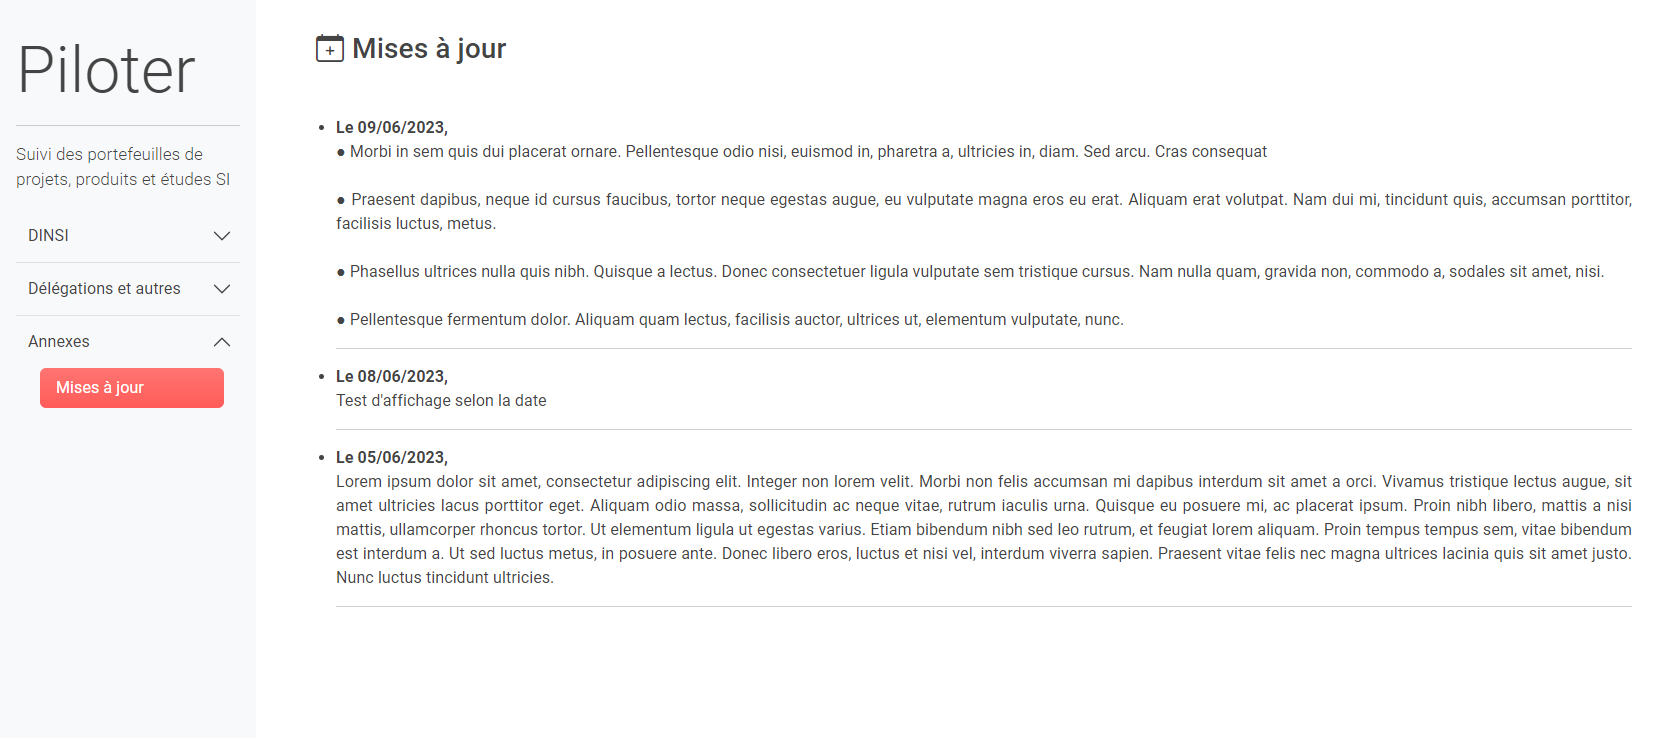 Piloter
Suivi des portefeuilles de
projets, produits et études SI
DINSI
Délégations et autres
Annexes
Mises à jour
Mises à jour
• Le 09/06/2023,
● Morbi in sem quis dui placerat ornare. Pellentesque odio nisi, euismod in, pharetra a, ultricies in, diam. Sed arcu. Cras consequat
● Praesent dapibus, neque id cursus faucibus, tortor neque egestas augue, eu vulputate magna eros eu erat. Aliquam erat volutpat. Nam dui mi, tincidunt quis, accumsan porttitor,
facilisis luctus, metus.
● Phasellus ultrices nulla quis nibh. Quisque a lectus. Donec consectetuer ligula vulputate sem tristique cursus. Nam nulla quam, gravida non, commodo a, sodales sit amet, nisi.
● Pellentesque fermentum dolor. Aliquam quam lectus, facilisis auctor, ultrices ut, elementum vulputate, nunc.
• Le 08/06/2023,
Test d'affichage selon la date
• Le 05/06/2023,
Lorem ipsum dolor sit amet, consectetur adipiscing elit. Integer non lorem velit. Morbi non felis accumsan mi dapibus interdum sit amet a orci. Vivamus tristique lectus augue, sit
amet ultricies lacus porttitor eget. Aliquam odio massa, sollicitudin ac neque vitae, rutrum iaculis urna. Quisque eu posuere mi, ac placerat ipsum. Proin nibh libero, mattis a nisi
mattis, ullamcorper rhoncus tortor. Ut elementum ligula ut egestas varius. Etiam bibendum nibh sed leo rutrum, et feugiat lorem aliquam. Proin tempus tempus sem, vitae bibendum
est interdum a. Ut sed luctus metus, in posuere ante. Donec libero eros, luctus et nisi vel, interdum viverra sapien. Praesent vitae felis nec magna ultrices lacinia quis sit amet justo.
Nunc luctus tincidunt ultricies.